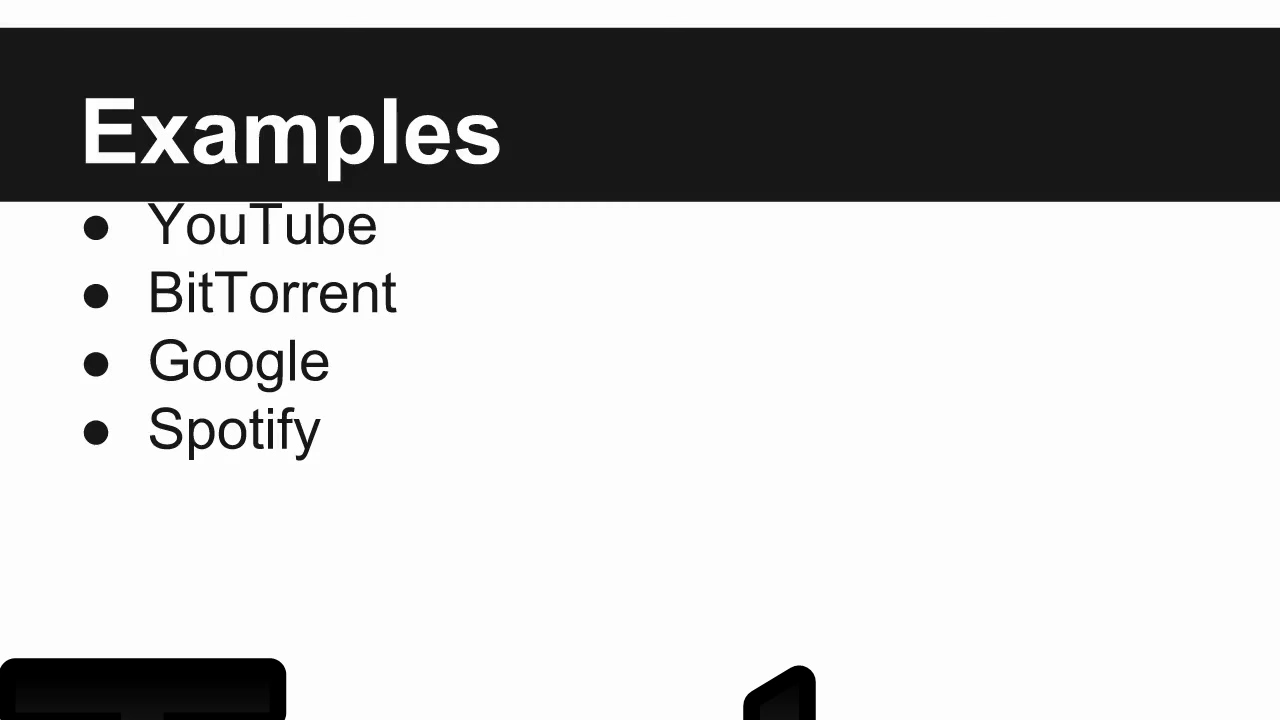 Examples
● YouTube
● BitTorrent
● Google
● Spotify